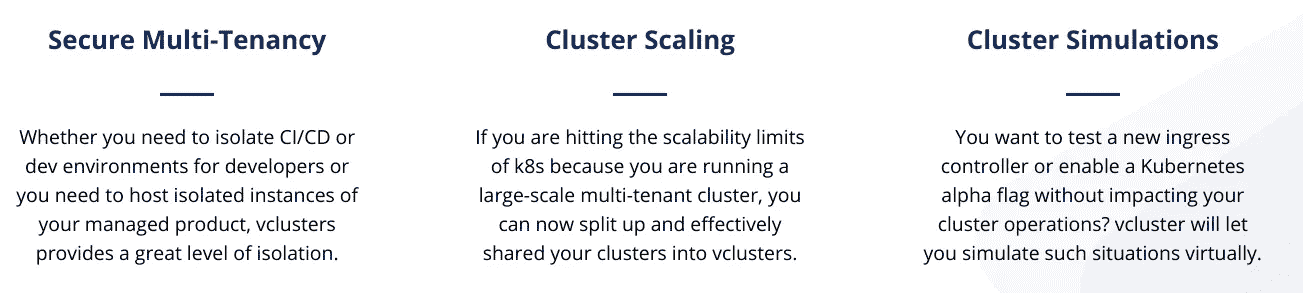 Secure Multi-Tenancy
Whether you need to isolate CI/CD or
dev environments for developers or
you need to host isolated instances of
your managed product, vclusters
provides a great level of isolation.
Cluster Scaling
If you are hitting the scalability limits
of k8s because you are running a
large-scale multi-tenant cluster, you
can now split up and effectively
shared your clusters into vclusters.
Cluster Simulations
You want to test a new ingress
controller or enable a Kubernetes
alpha flag without impacting your
cluster operations? vcluster will let
you simulate such situations virtually.